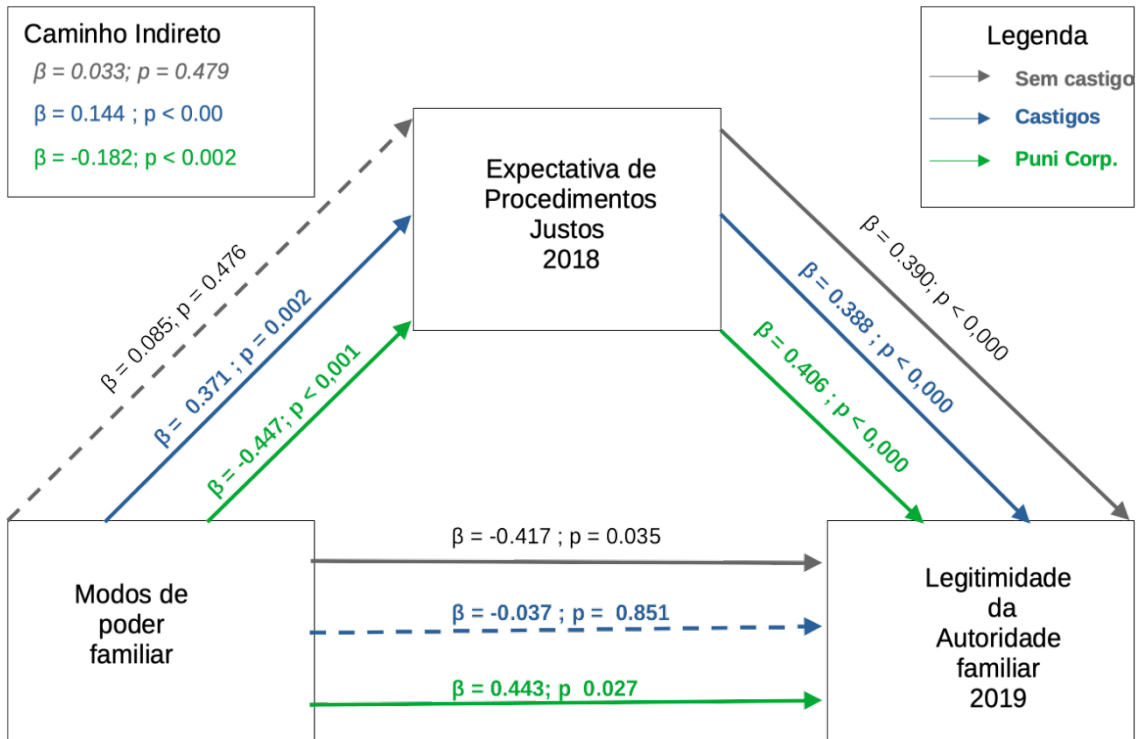 Caminho Indireto
β = 0.033; p = 0.479
β = 0.144 ; p < 0.00
β = -0.182; p < 0.002
Legenda
Sem castigo
Castigos
Puni Corp.
Expectativa de
Procedimentos
Justos
2018
β = 0.085; p = 0.476
β = 0.371 ; p = 0.002
β = -0.447; p < 0,001
β = 0.390; p < 0,000
β = 0.388 ; p < 0,000
β = 0.406 ; p < 0,000
Modos de
poder
familiar
β = -0.417 ; p = 0.035
β = -0.037 ; p = 0.851
β = 0.443; p 0.027
Legitimidade
da
Autoridade
familiar
2019